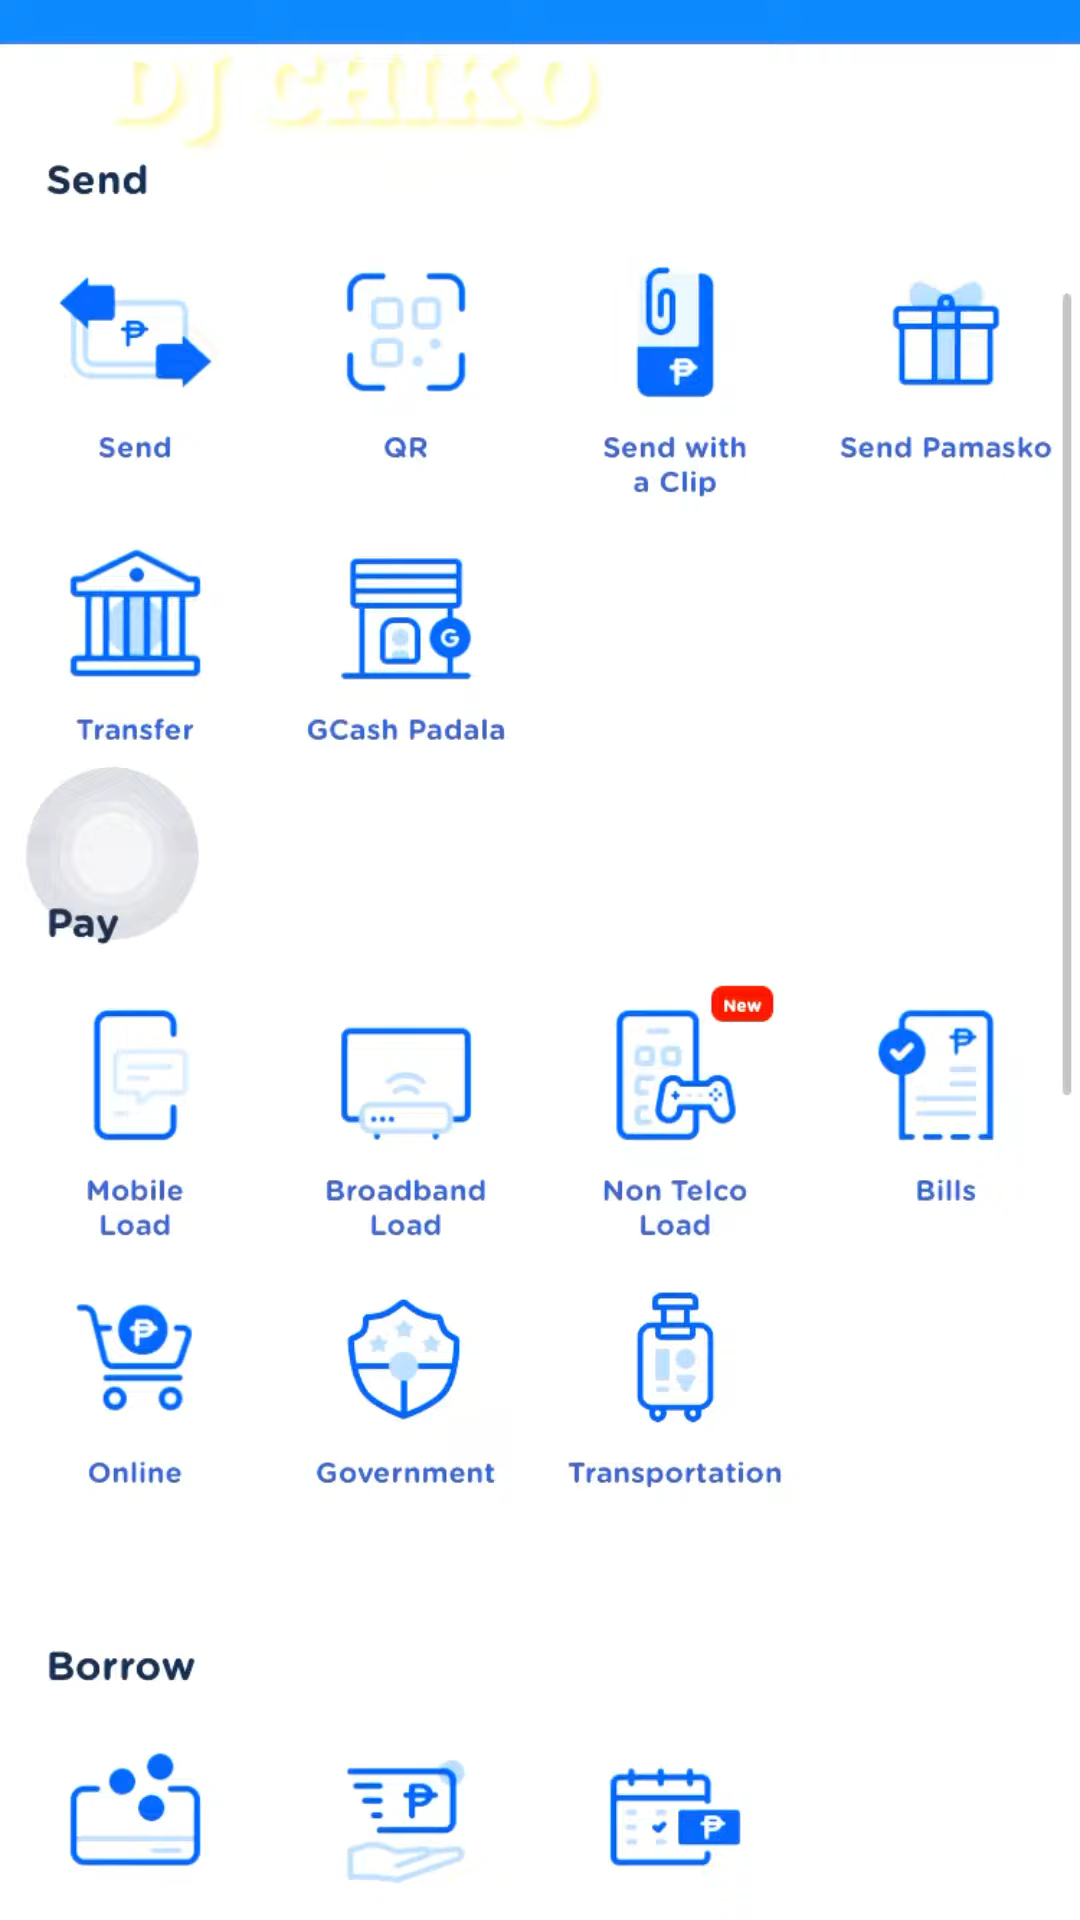 DJ CHIKO
Send
Send
QR
Send with
a Clip
Send Pamasko
Transfer
G
GCash Padala
Pay
New
Mobile
Load
Broadband
Load
Non Telco
Load
Bills
Online
Government
Transportation
Borrow